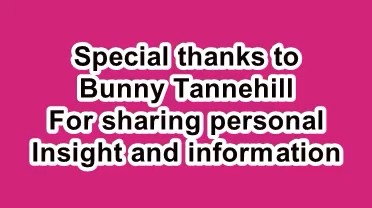 Special thanks to
Bunny Tannehill
For sharing personal
Insight and information